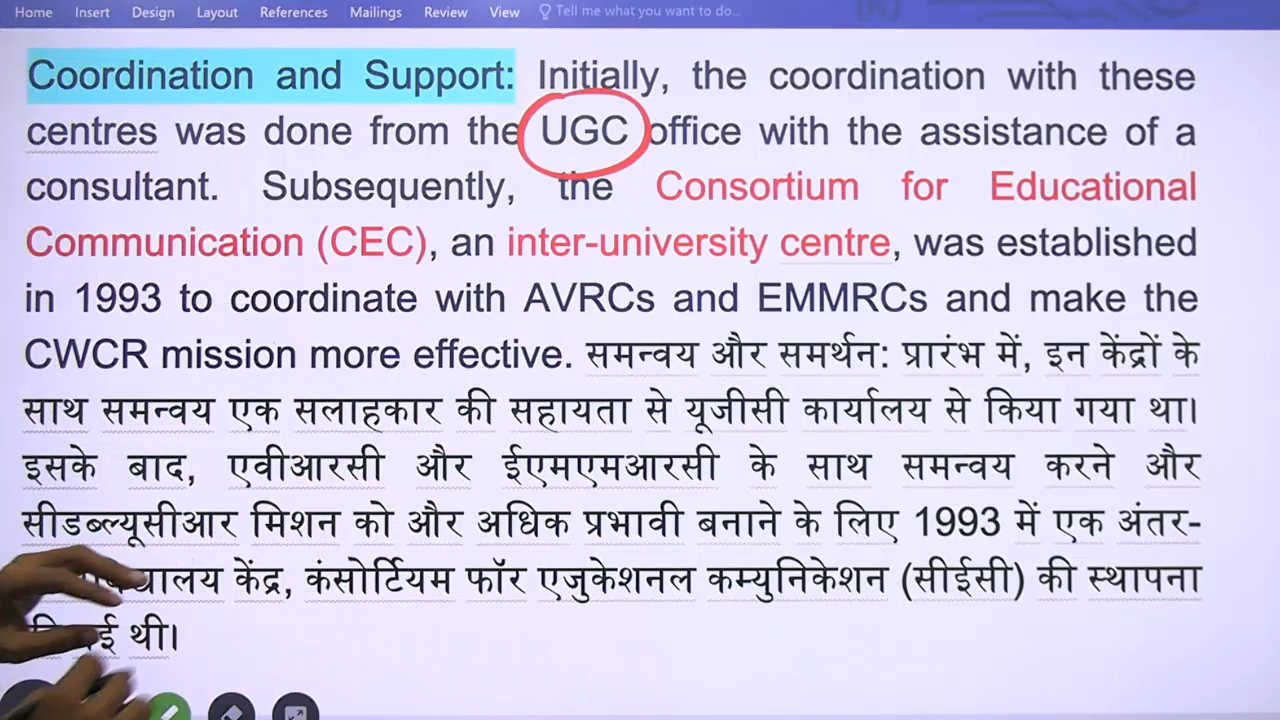 Home Insert Design Layout References Mailings Review View Tell me what you want to do...
Coordination and Support: Initially, the coordination with these
centres was done from the UGC office with the assistance of a
consultant. Subsequently, the Consortium for Educational
Communication (CEC), an inter-university centre, was established
in 1993 to coordinate with AVRCs and EMMRCs and make the
CWCR mission more effective. समन्वय और समर्थन: प्रारंभ में, इन केंद्रों के
साथ समन्वय एक सलाहकार की सहायता से यूजीसी कार्यालय से किया गया था।
इसके बाद, एवीआरसी और ईएमएमआरसी के साथ समन्वय करने और
सीडब्ल्यूसीआर मिशन को और अधिक प्रभावी बनाने के लिए 1993 में एक अंतर-
केंद्र, कंसोर्टियम फॉर एजुकेशनल कम्युनिकेशन (सीईसी) की स्थापना
थी।